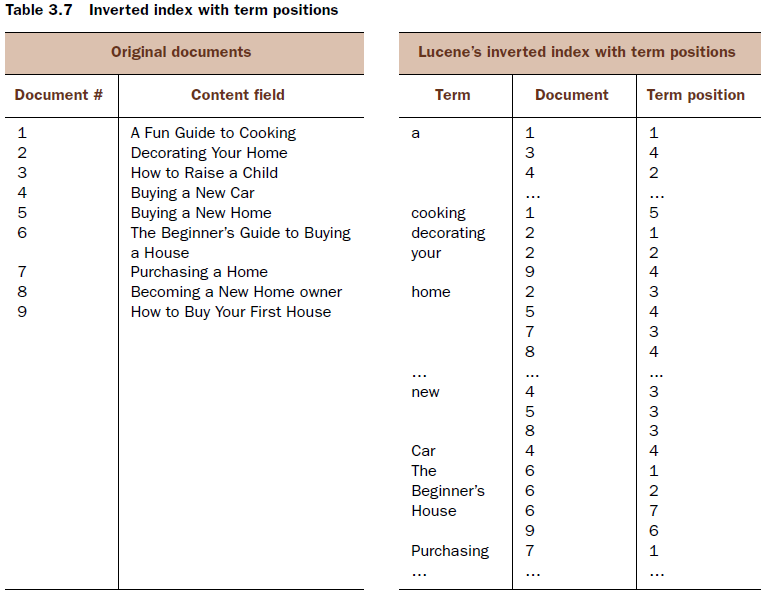 Table 3.7 Inverted index with term positions
Original documents
Document # Content field
1 A Fun Guide to Cooking
2 Decorating Your Home
3 How to Raise a Child
4 Buying a New Car
5 Buying a New Home
6 The Beginner's Guide to Buying
a House
7 Purchasing a Home
8 Becoming a New Home owner
9 How to Buy Your First House
Lucene's inverted index with term positions
Term Document Term position
a 1 1
3 4
4 2
... ...
cooking 1 5
decorating 2 1
your 2 2
9 4
home 2 3
5 4
7 3
8 4
... ... ...
new 4 3
5 3
8 3
Car 4 4
The 6 1
Beginner's 6 2
House 6 7
9 6
Purchasing 7 1
... ... ...